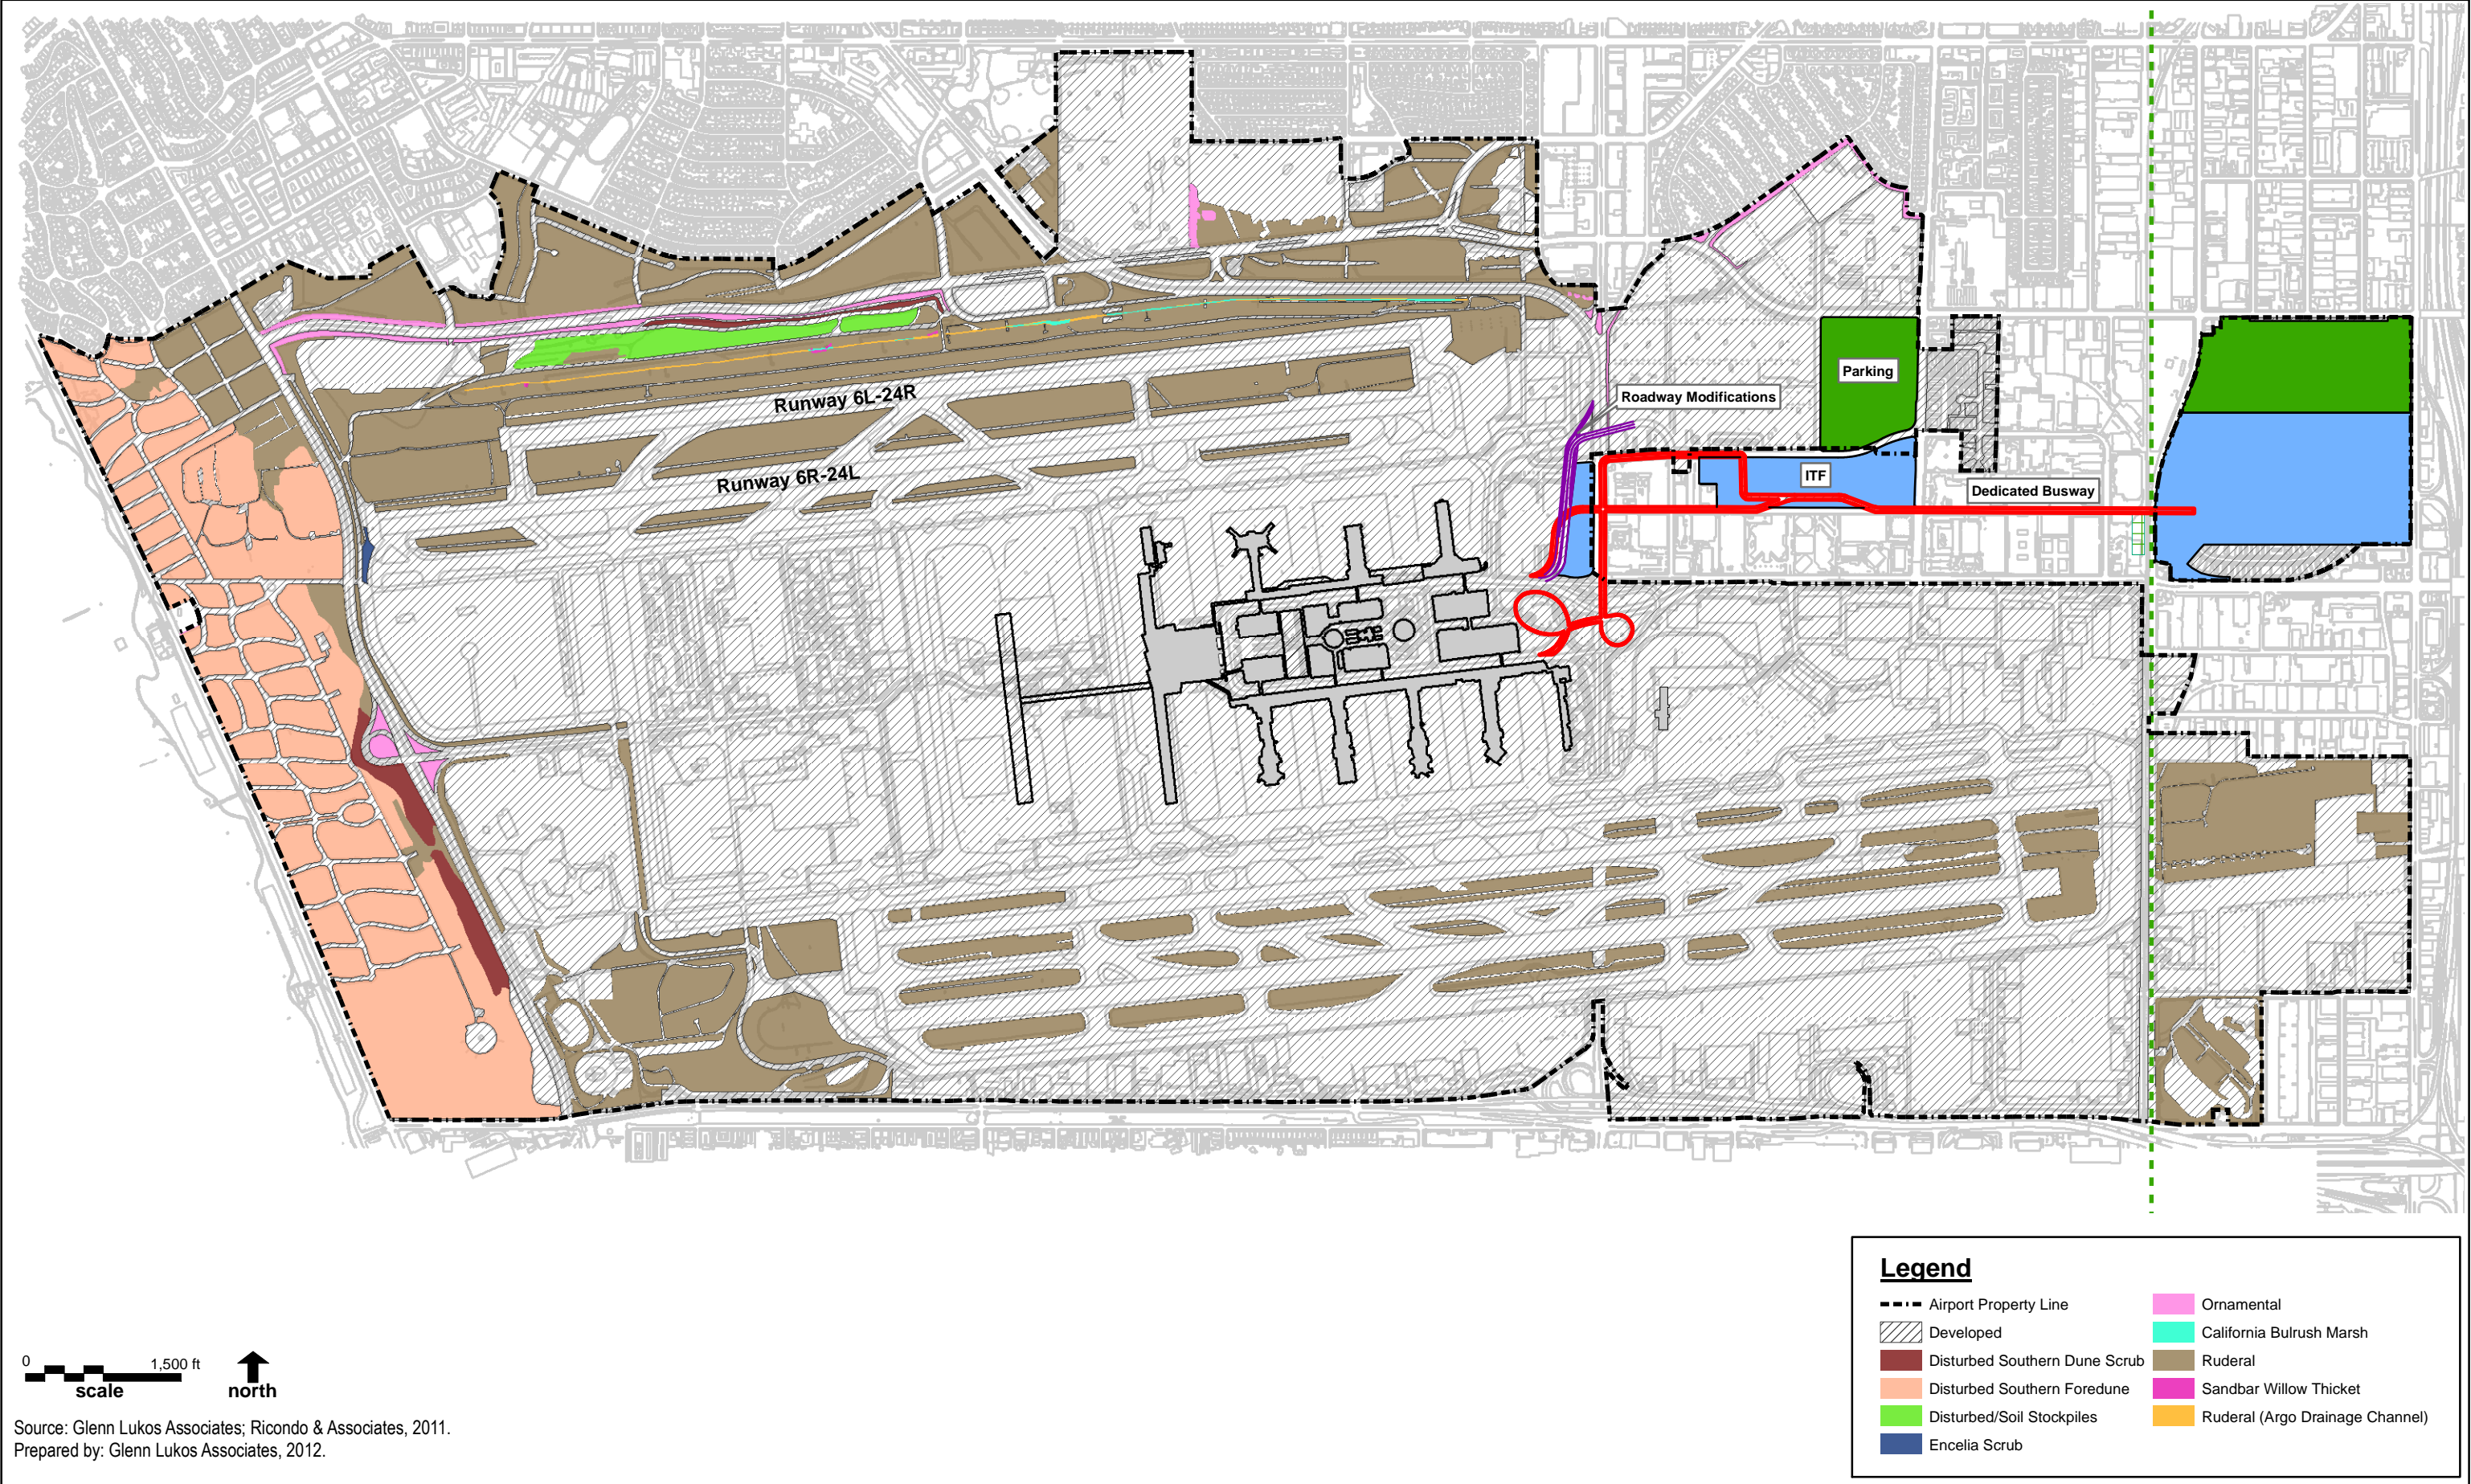 Runway 6L-24R
Runway 6R-24L
Roadway Modifications
Parking
ITF
Dedicated Busway
Legend
Airport Property Line
Developed
Disturbed Southern Dune Scrub
Disturbed Southern Foredune
Disturbed/Soil Stockpiles
Encelia Scrub
Ornamental
California Bulrush Marsh
Ruderal
Sandbar Willow Thicket
Ruderal (Argo Drainage Channel)
0 1,500 ft
scale
north
Source: Glenn Lukos Associates; Ricondo & Associates, 2011.
Prepared by: Glenn Lukos Associates, 2012.